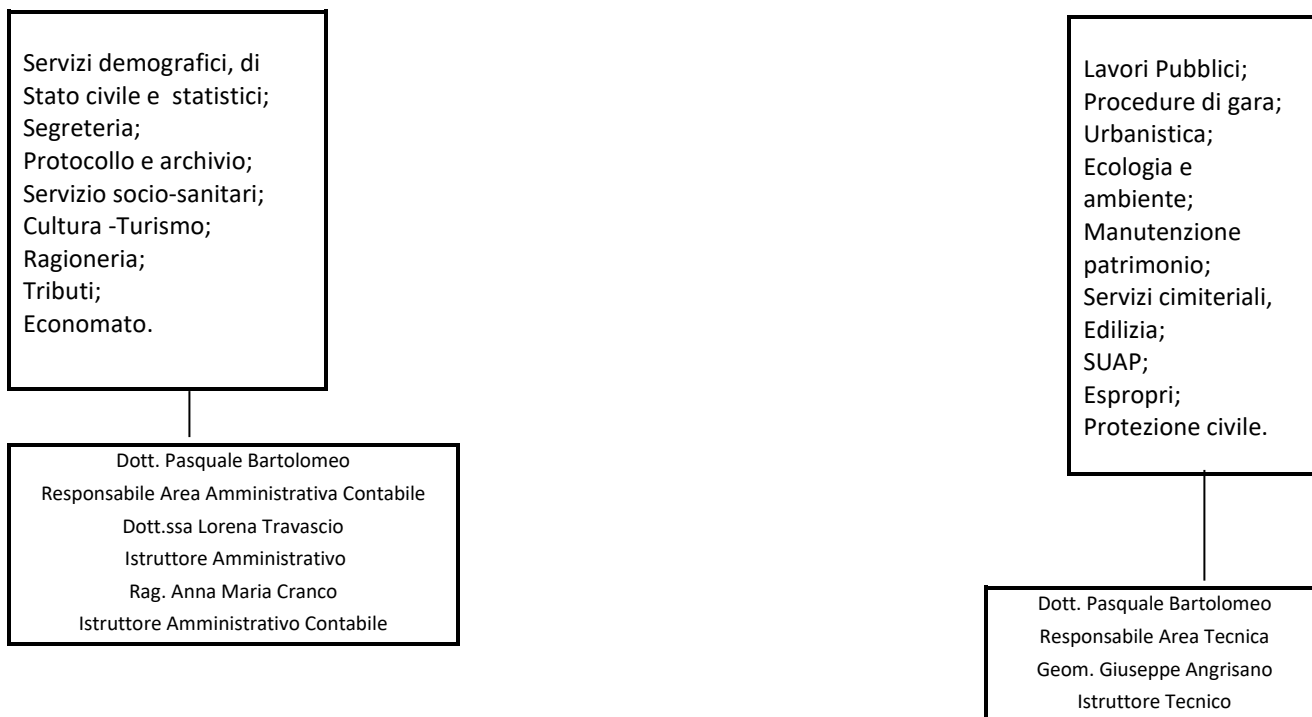 Servizi demografici, di
Stato civile e  statistici;
Segreteria;
Protocollo e archivio;
Servizio socio-sanitari;
Cultura -Turismo;
Ragioneria;
Tributi;
Economato.
Dott. Pasquale Bartolomeo
Responsabile Area Amministrativa Contabile
Dott.ssa Lorena Travascio
Istruttore Amministrativo
Rag. Anna Maria Cranco
Istruttore Amministrativo Contabile
Lavori Pubblici;
Procedure di gara;
Urbanistica;
Ecologia e
ambiente;
Manutenzione
patrimonio;
Servizi cimiteriali,
Edilizia;
SUAP;
Espropri;
Protezione civile.
Dott. Pasquale Bartolomeo
Responsabile Area Tecnica
Geom. Giuseppe Angrisano
Istruttore Tecnico